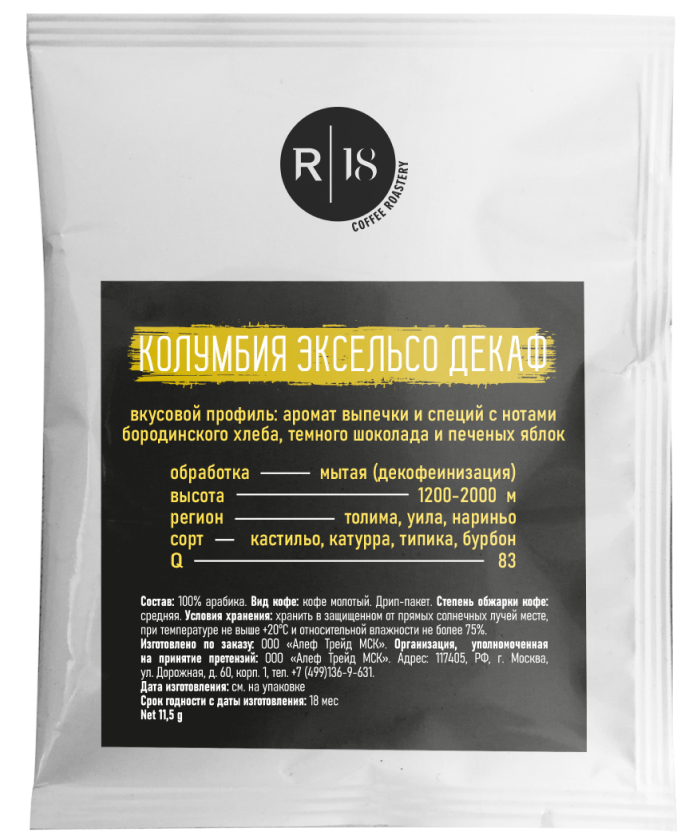 R 18
COFFEE ROASTERY
КОЛУМБИЯ ЭКСЕЛЬСО ДЕКАФ
вкусовой профиль: аромат выпечки и специй с нотами
бородинского хлеба, темного шоколада и печеных яблок
обработка — мытая (декофеинизация)
высота — 1200-2000 м
регион — толима, уила, нариньо
сорт — кастильо, катурра, типика, бурбон
Q — 83
Состав: 100% арабика. Вид кофе: кофе молотый. Дрип-пакет. Степень обжарки кофе:
средняя. Условия хранения: хранить в защищенном от прямых солнечных лучей месте,
при температуре не выше +20°С и относительной влажности не более 75%.
Изготовлено по заказу: ООО «Алеф Трейд МСК». Организация, уполномоченная
на принятие претензий: ООО «Алеф Трейд МСК». Адрес: 117405, РФ, г. Москва,
ул. Дорожная, д. 60, корп. 1, тел. +7 (499)136-9-631.
Дата изготовления: см. на упаковке
Срок годности с даты изготовления: 18 мес
Net 11,5 g